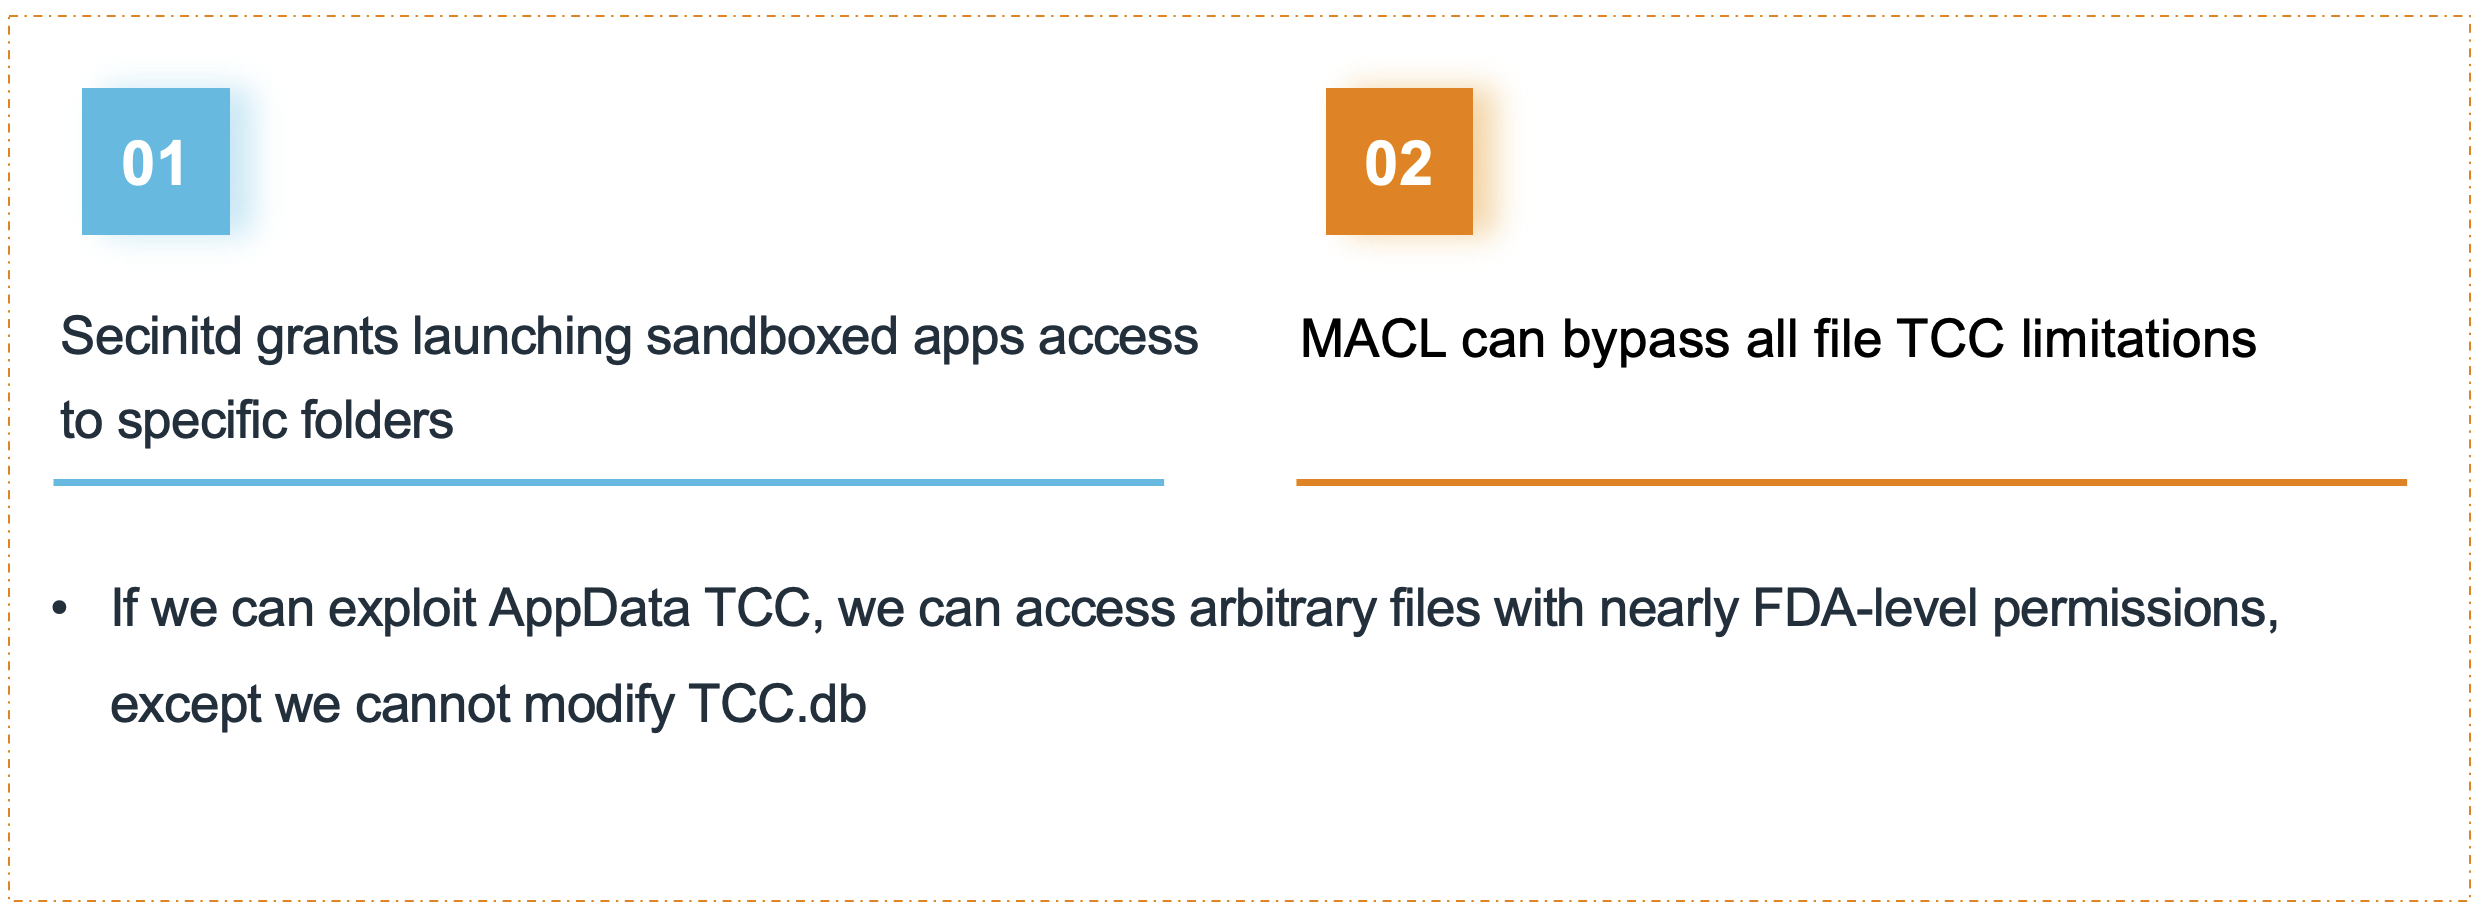 01
Secinitd grants launching sandboxed apps access
to specific folders
02
MACL can bypass all file TCC limitations
• If we can exploit AppData TCC, we can access arbitrary files with nearly FDA-level permissions,
except we cannot modify TCC.db